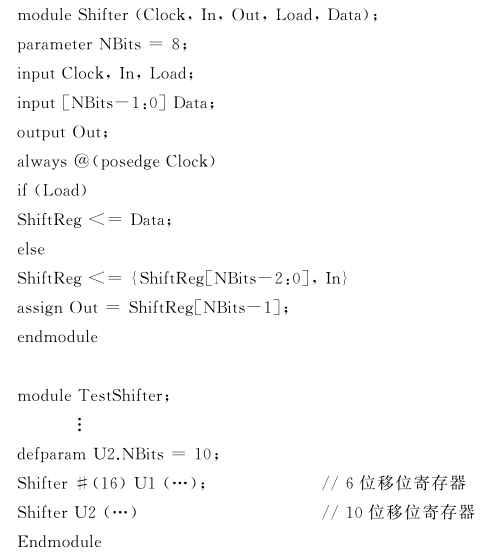 module Shifter (Clock, In, Out, Load, Data);
parameter NBits = 8;
input Clock, In, Load;
input [NBits-1:0] Data;
output Out;
always @(posedge Clock)
if (Load)
ShiftReg <= Data;
else
ShiftReg <= {ShiftReg[NBits-2:0], In}
assign Out = ShiftReg[NBits-1];
endmodule
module TestShifter;
⋮
defparam U2.NBits = 10;
Shifter #(16) U1 (…); // 6 位移位寄存器
Shifter U2 (…) // 10 位移位寄存器
Endmodule